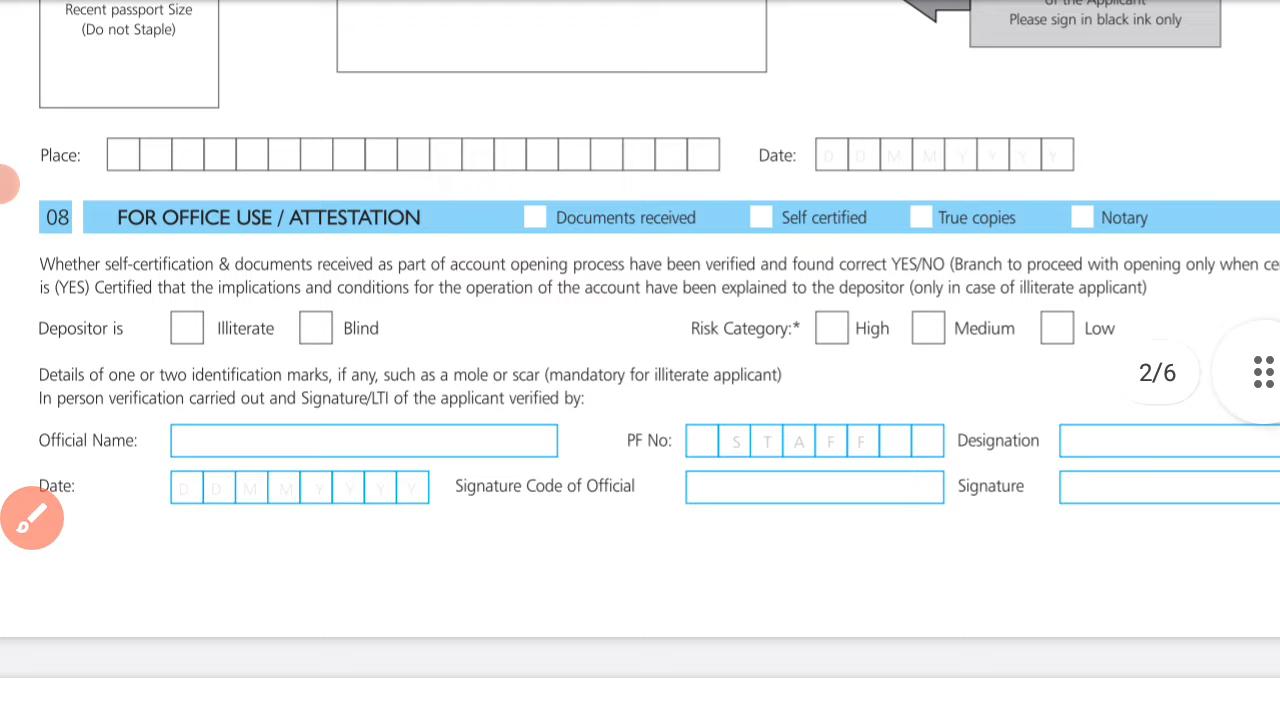 Recent passport Size
(Do not Staple)
of the Applicant
Please sign in black ink only
Place:
Date: D D M M Y Y Y Y
08 FOR OFFICE USE / ATTESTATION Documents received Self certified True copies Notary
Whether self-certification & documents received as part of account opening process have been verified and found correct YES/NO (Branch to proceed with opening only when ce
is (YES) Certified that the implications and conditions for the operation of the account have been explained to the depositor (only in case of illiterate applicant)
Depositor is Illiterate Blind Risk Category:* High Medium Low
2/6
Details of one or two identification marks, if any, such as a mole or scar (mandatory for illiterate applicant)
In person verification carried out and Signature/LTI of the applicant verified by:
Official Name: PF No: S T A F F Designation
Date: D D M M Y Y Y Y Signature Code of Official Signature